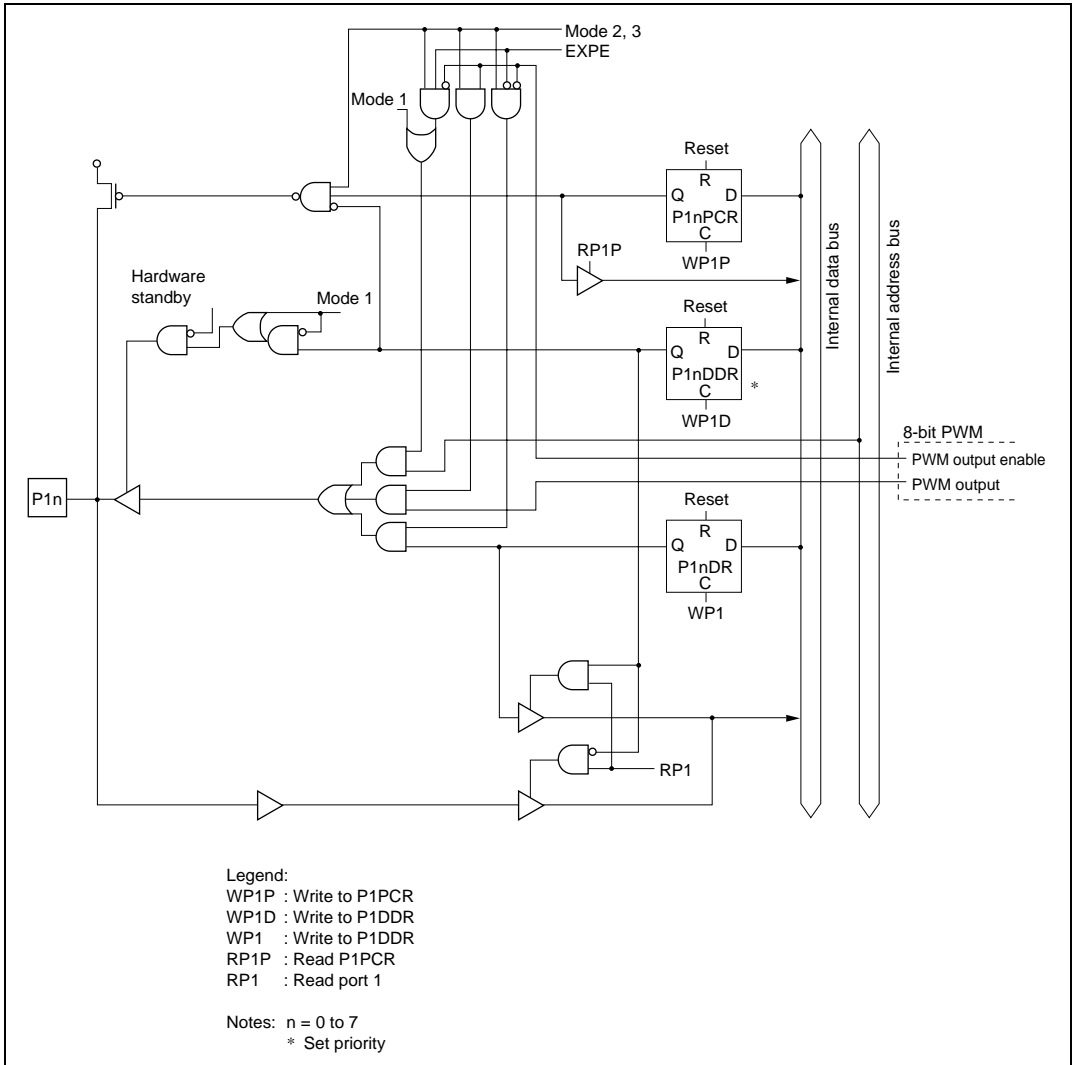 Mode 2, 3
EXPE
Mode 1
Reset
R
Q D
P1nPCR
C
WP1P
RP1P
Internal data bus
Internal address bus
Hardware
standby
Mode 1
Reset
R
Q D
P1nDDR
C
*
WP1D
8-bit PWM
PWM output enable
PWM output
P1n
Reset
R
Q D
P1nDR
C
WP1
RP1
Legend:
WP1P : Write to P1PCR
WP1D : Write to P1DDR
WP1 : Write to P1DDR
RP1P : Read P1PCR
RP1 : Read port 1
Notes: n = 0 to 7
* Set priority